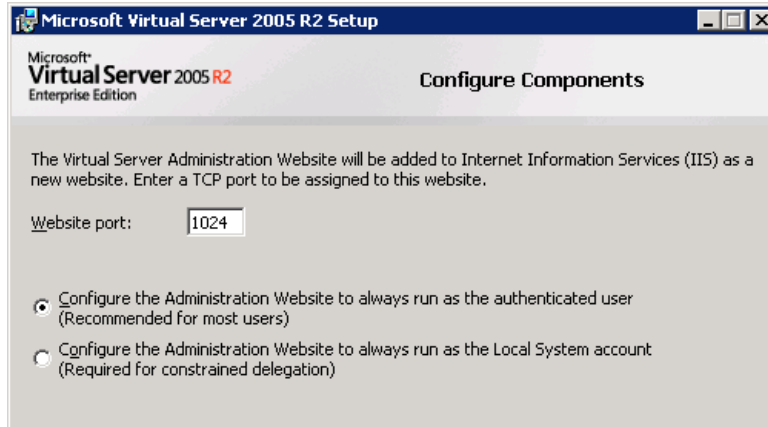 Microsoft Virtual Server 2005 R2 Setup
Microsoft
Virtual Server 2005 R2
Enterprise Edition
Configure Components
The Virtual Server Administration Website will be added to Internet Information Services (IIS) as a
new website. Enter a TCP port to be assigned to this website.
Website port: 1024
Configure the Administration Website to always run as the authenticated user
(Recommended for most users)
Configure the Administration Website to always run as the Local System account
(Required for constrained delegation)